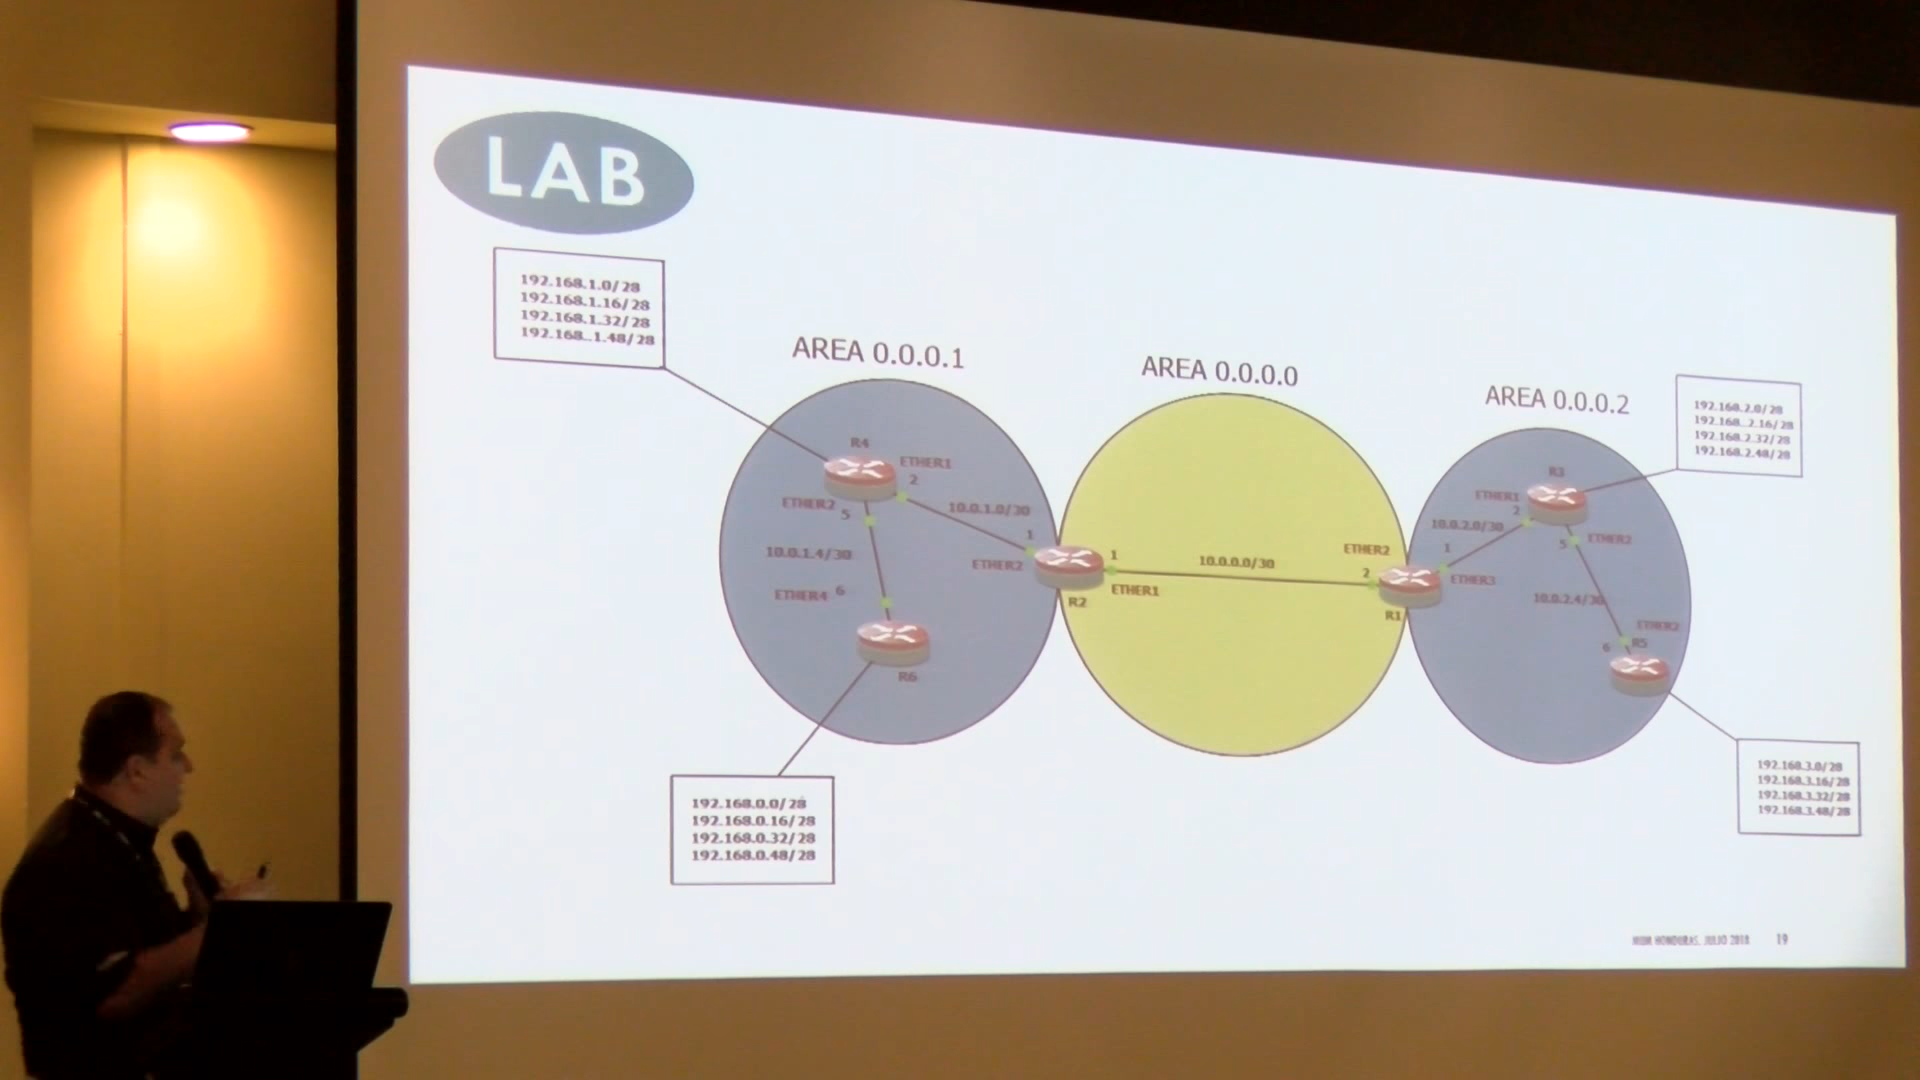 LAB
192.168.1.0/28
192.168.1.16/28
192.168.1.32/28
192.168..1.48/28
AREA 0.0.0.1
AREA 0.0.0.0
AREA 0.0.0.2
192.168.2.0/28
192.168..2.16/28
192.168.2.32/28
192.168.2.48/28
R4
ETHER1
2
ETHER2
5
10.0.1.0/30
10.0.1.4/30
1
ETHER2
ETHER4 6
R6
1
ETHER1
R2
10.0.0.0/30
ETHER2
2
R1
R3
ETHER1
2
10.0.2.0/30
1
ETHER3
5
ETHER2
10.0.2.4/30
ETHER2
6
R5
192.168.0.0/28
192.168.0.16/28
192.168.0.32/28
192.168.0.48/28
192.168.3.0/28
192.168.3.16/28
192.168.3.32/28
192.168.3.48/28
MUM HONDURAS, JULIO 2018 19